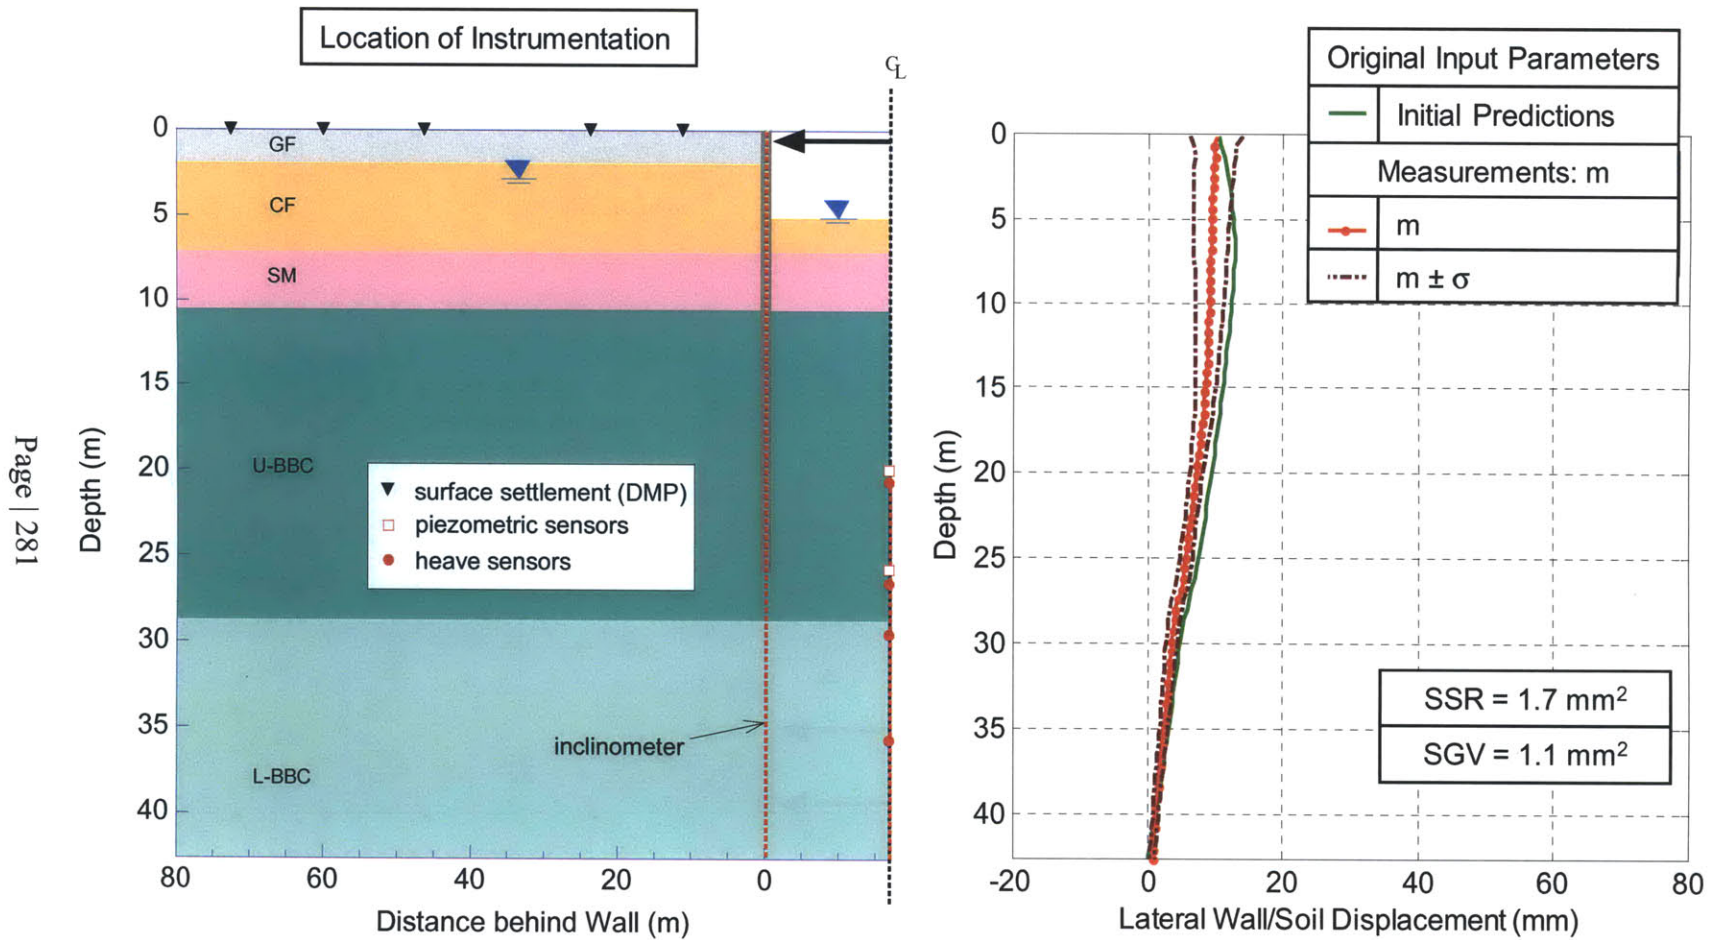 Location of Instrumentation
C L
0
5
10
15
20
25
30
35
40
Depth (m)
GF
CF
SM
U-BBC
L-BBC
surface settlement (DMP)
piezometric sensors
heave sensors
inclinometer
80
60
40
20
0
Distance behind Wall (m)
Original Input Parameters
Initial Predictions
Measurements: m
m
m ± σ
0
5
10
15
20
25
30
35
40
Depth (m)
SSR = 1.7 mm²
SGV = 1.1 mm²
-20
0
20
40
60
80
Lateral Wall/Soil Displacement (mm)
Page | 281